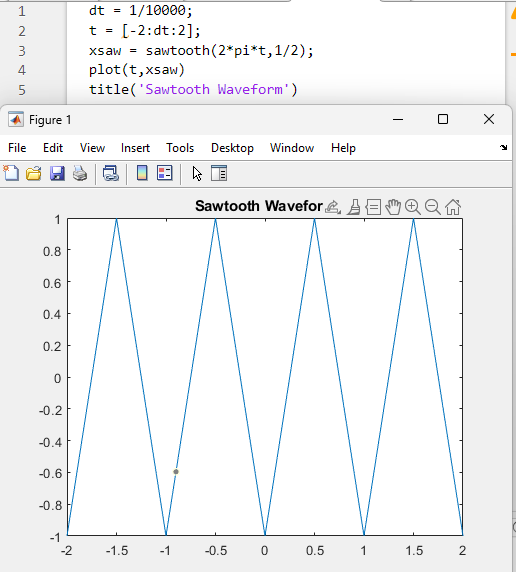 1 dt = 1/10000;
2 t = [-2:dt:2];
3 xsaw = sawtooth(2*pi*t,1/2);
4 plot(t,xsaw)
5 title('Sawtooth Waveform')
Figure 1
File Edit View Insert Tools Desktop Window Help
Sawtooth Wavefor
1
0.8
0.6
0.4
0.2
0
-0.2
-0.4
-0.6
-0.8
-1
-2 -1.5 -1 -0.5 0 0.5 1 1.5 2